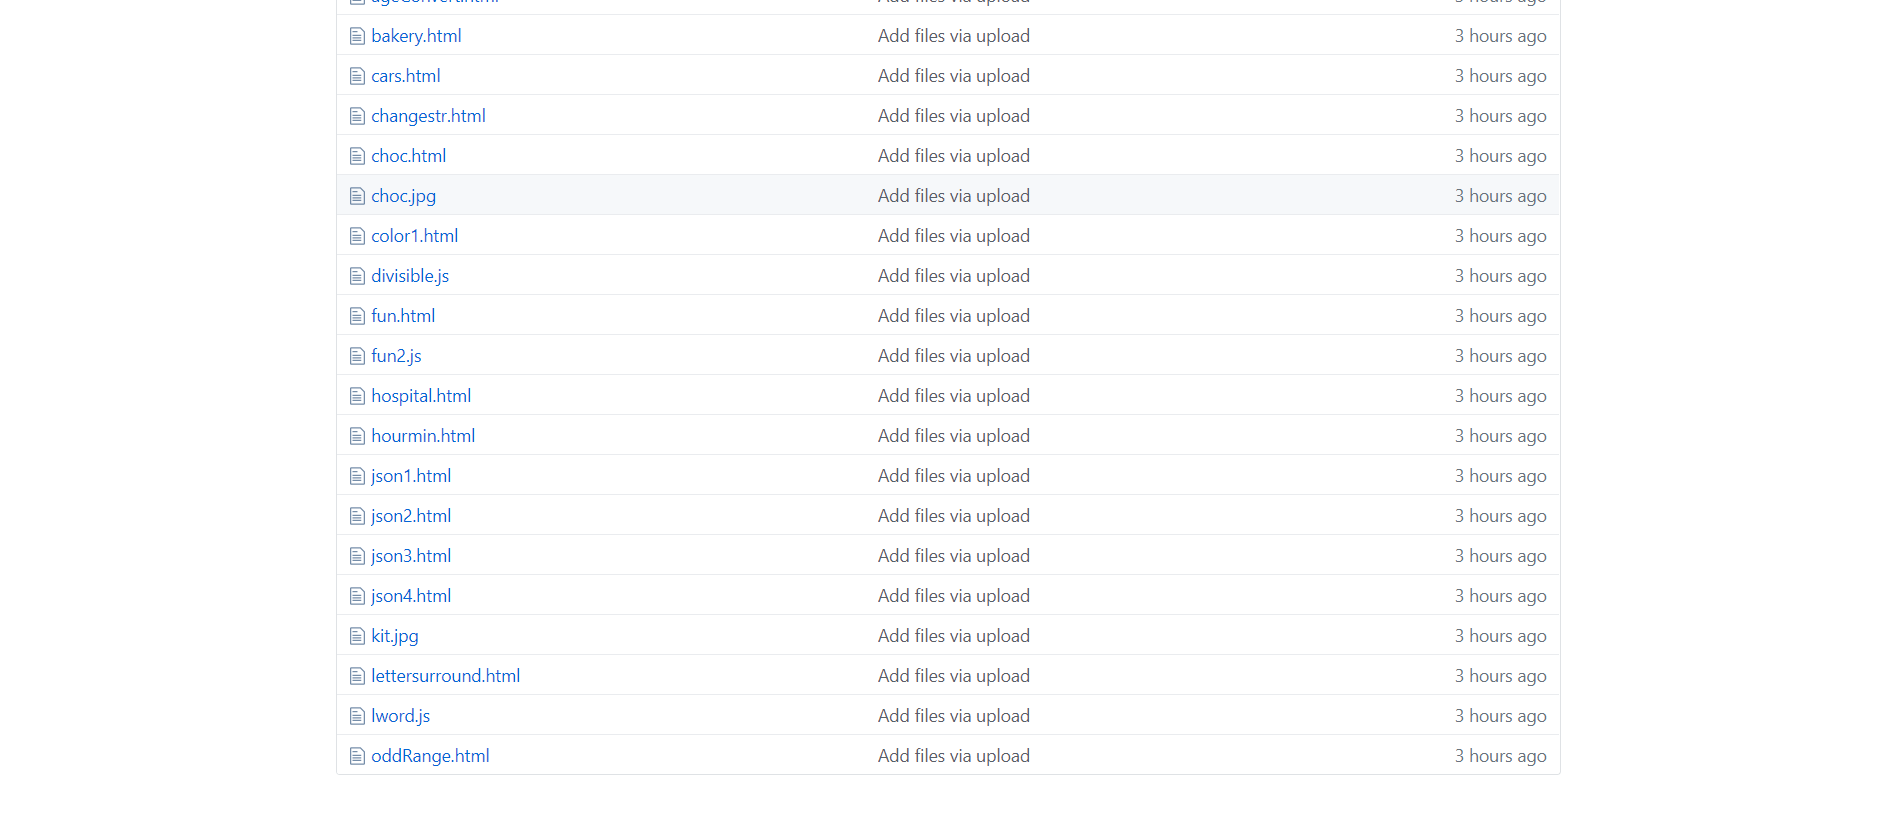 bakery.html Add files via upload 3 hours ago
cars.html Add files via upload 3 hours ago
changestr.html Add files via upload 3 hours ago
choc.html Add files via upload 3 hours ago
choc.jpg Add files via upload 3 hours ago
color1.html Add files via upload 3 hours ago
divisible.js Add files via upload 3 hours ago
fun.html Add files via upload 3 hours ago
fun2.js Add files via upload 3 hours ago
hospital.html Add files via upload 3 hours ago
hourmin.html Add files via upload 3 hours ago
json1.html Add files via upload 3 hours ago
json2.html Add files via upload 3 hours ago
json3.html Add files via upload 3 hours ago
json4.html Add files via upload 3 hours ago
kit.jpg Add files via upload 3 hours ago
lettersurround.html Add files via upload 3 hours ago
lword.js Add files via upload 3 hours ago
oddRange.html Add files via upload 3 hours ago